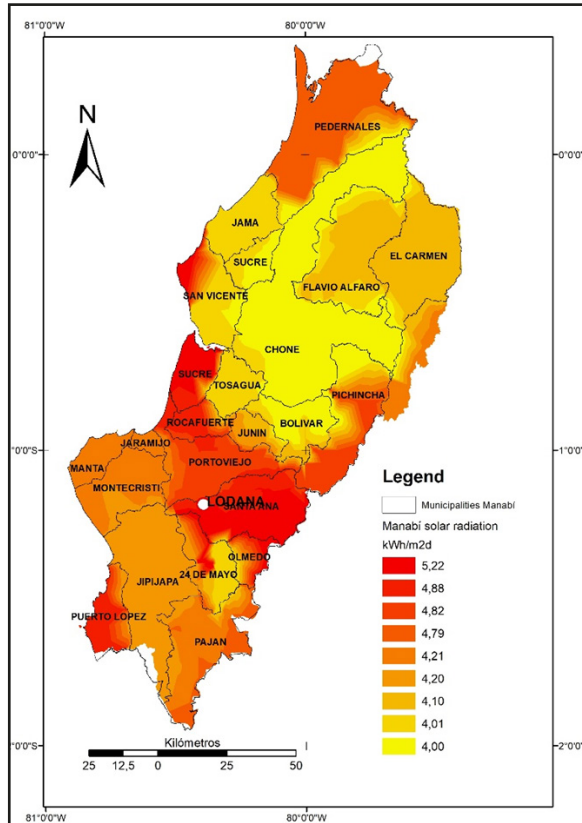 81°0'0"W
80°0'0"W
N
PEDERNALES
0°0'0"
0°0'0"
JAMA
SUCRE
EL CARMEN
FLAVIO ALFARO
SAN VICENTE
CHONE
SUCRE
TOSAGUA
PICHINCHA
ROCAFUERTE
BOLIVAR
JUNIN
JARAMIJO
°0'0"S
1°0'0"S
MANTA
PORTOVIEJO
MONTECRISTI
LODANA
SANTA ANA
OLMEDO
24 DE MAYO
JIPIJAPA
PUERTO LOPEZ
PAJAN
Legend
Municipalities Manabí
Manabí solar radiation
kWh/m2d
5,22
4,88
4,82
4,79
4,21
4,20
4,10
4,01
4,00
Kilómetros
25 12,5 0 25 50
°0'0"S
2°0'0"S
81°0'0"W
80°0'0"W